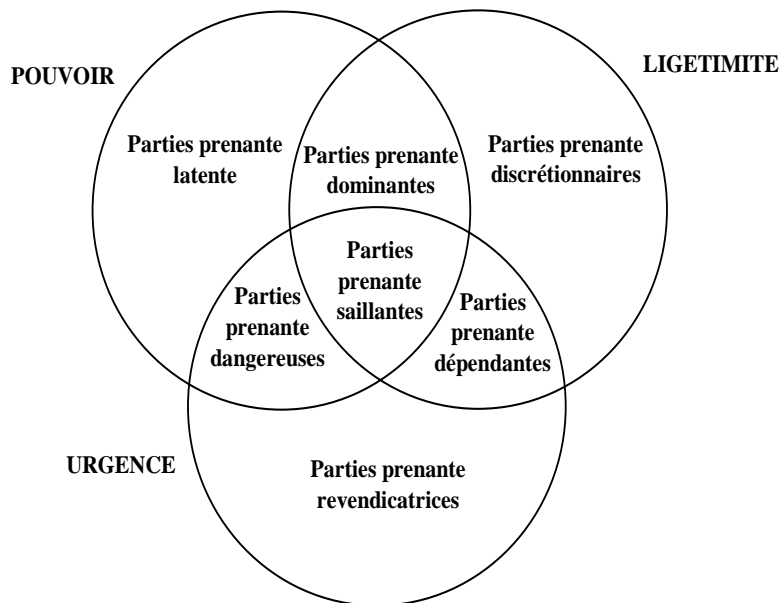 POUVOIR
LIGETIMITE
Parties prenante
latente
Parties prenante
dominantes
Parties prenante
discrétionnaires
Parties
prenante
saillantes
Parties
prenante
dangereuses
Parties
prenante
dépendantes
URGENCE
Parties prenante
revendicatrices